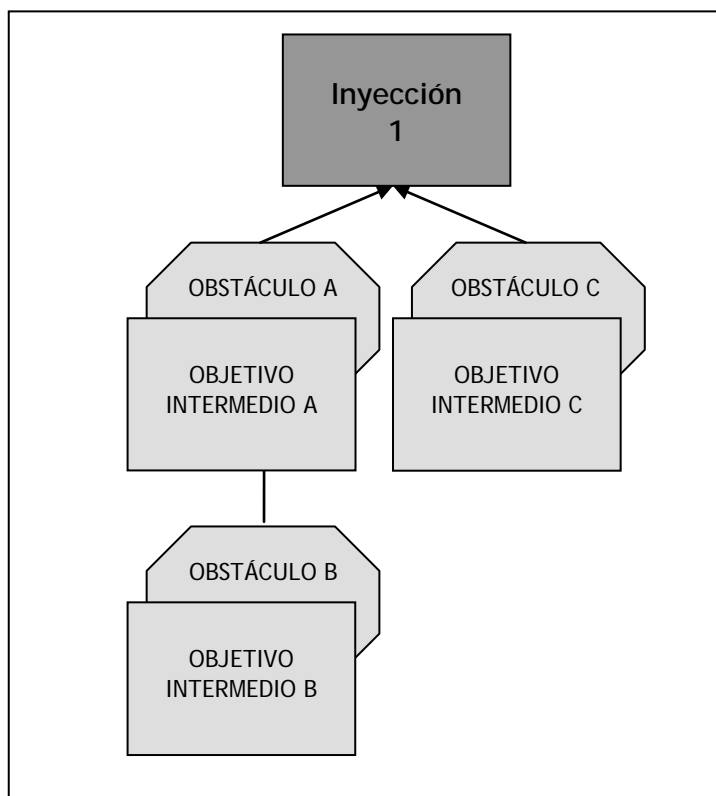 Inyección
1
OBSTÁCULO A
OBSTÁCULO C
OBJETIVO
INTERMEDIO A
OBJETIVO
INTERMEDIO C
OBSTÁCULO B
OBJETIVO
INTERMEDIO B